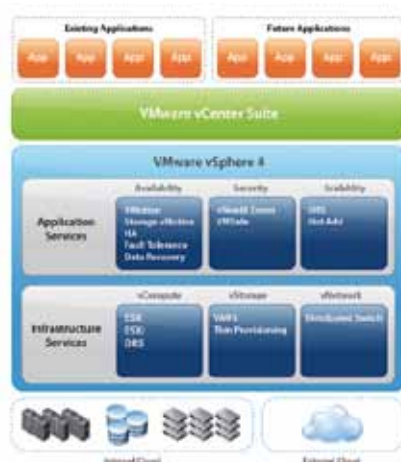 Existing Applications
Future Applications
App App App App
App App App App
VMware vCenter Suite
VMware vSphere 4
Availability
Security
Scalability
Application Services
VMotion
Storage vMotion
HA
Fault Tolerance
Data Recovery
vShield Zones
VMSafe
DRS
Hot Add
vCompute
vStorage
vNetwork
Infrastructure Services
ESX
ESXi
DRS
VMFS
Thin Provisioning
Distributed Switch
Internal Cloud
External Cloud